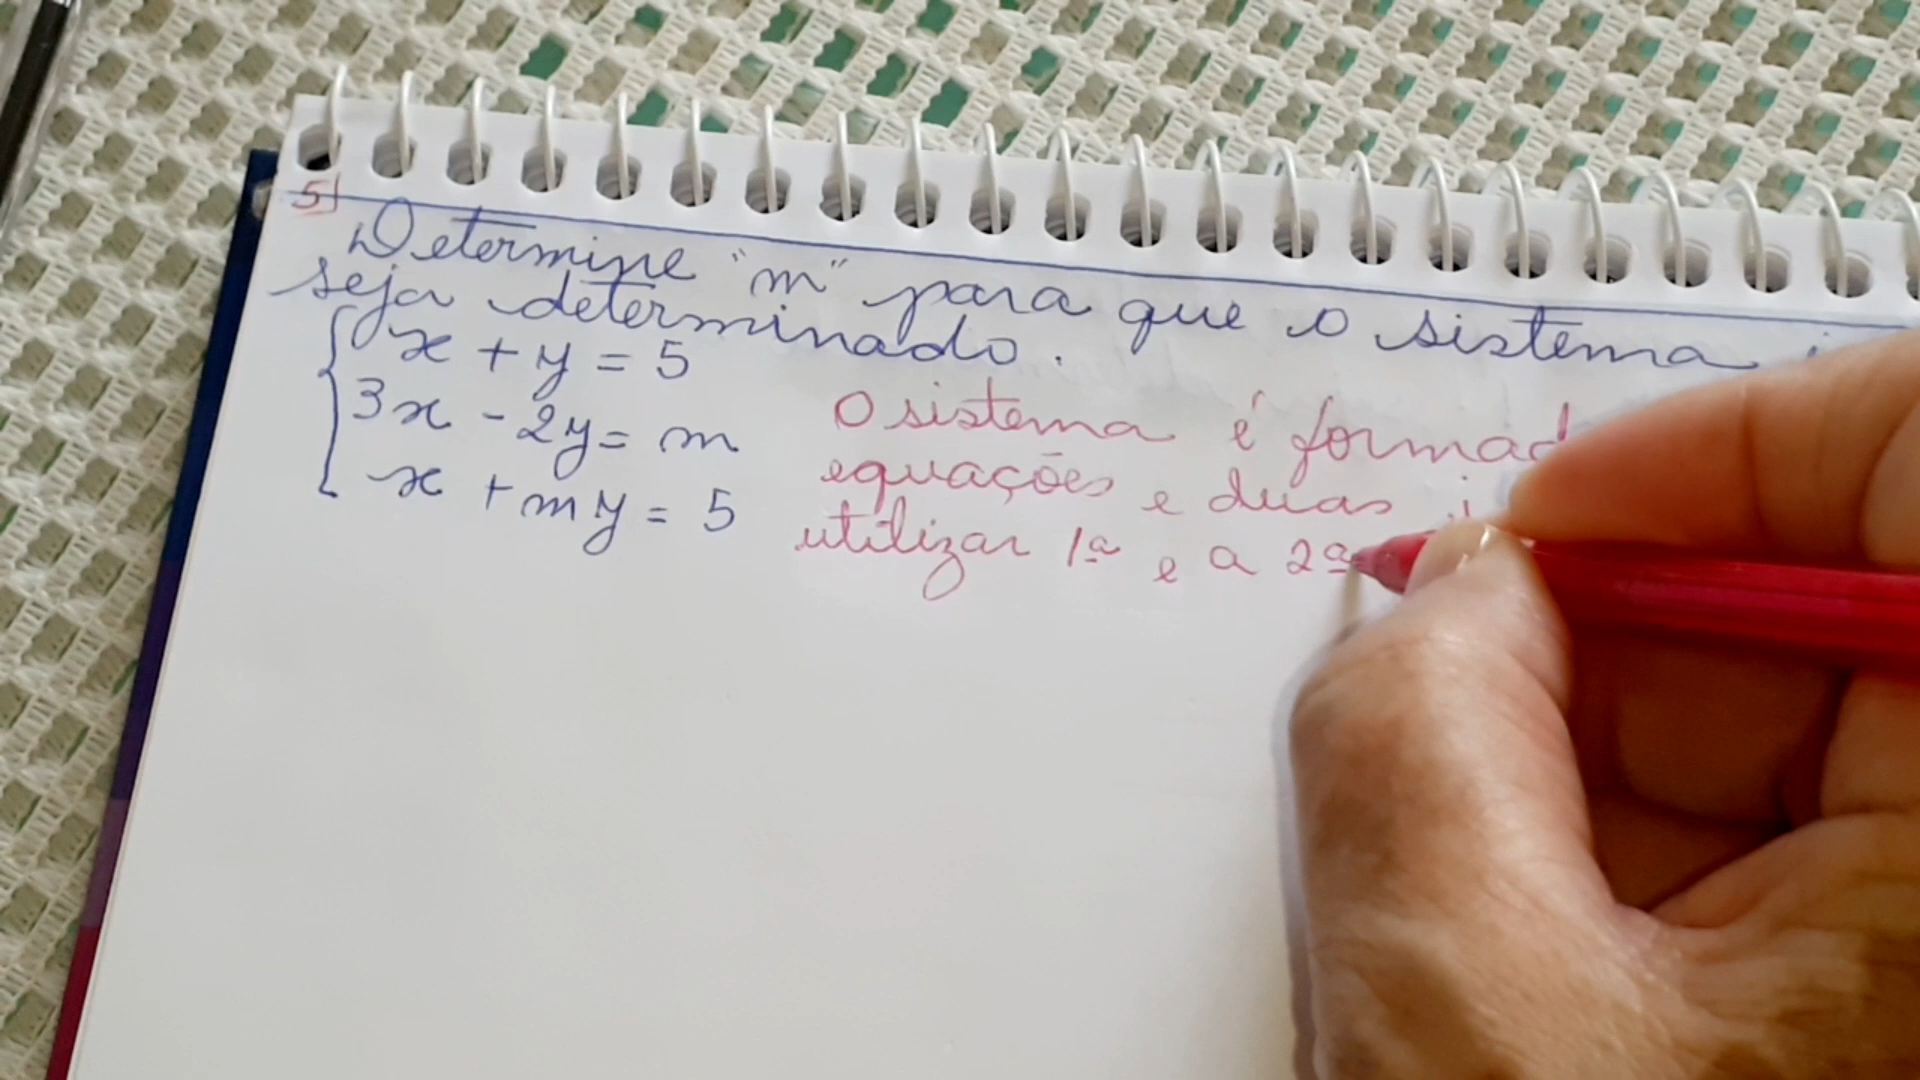 5)
Determine "m" para que o sistema
seja determinado.
x + y = 5
3x - 2y = m
x + my = 5
O sistema é formad
equações e duas
utilizar 1ª e a 2ª